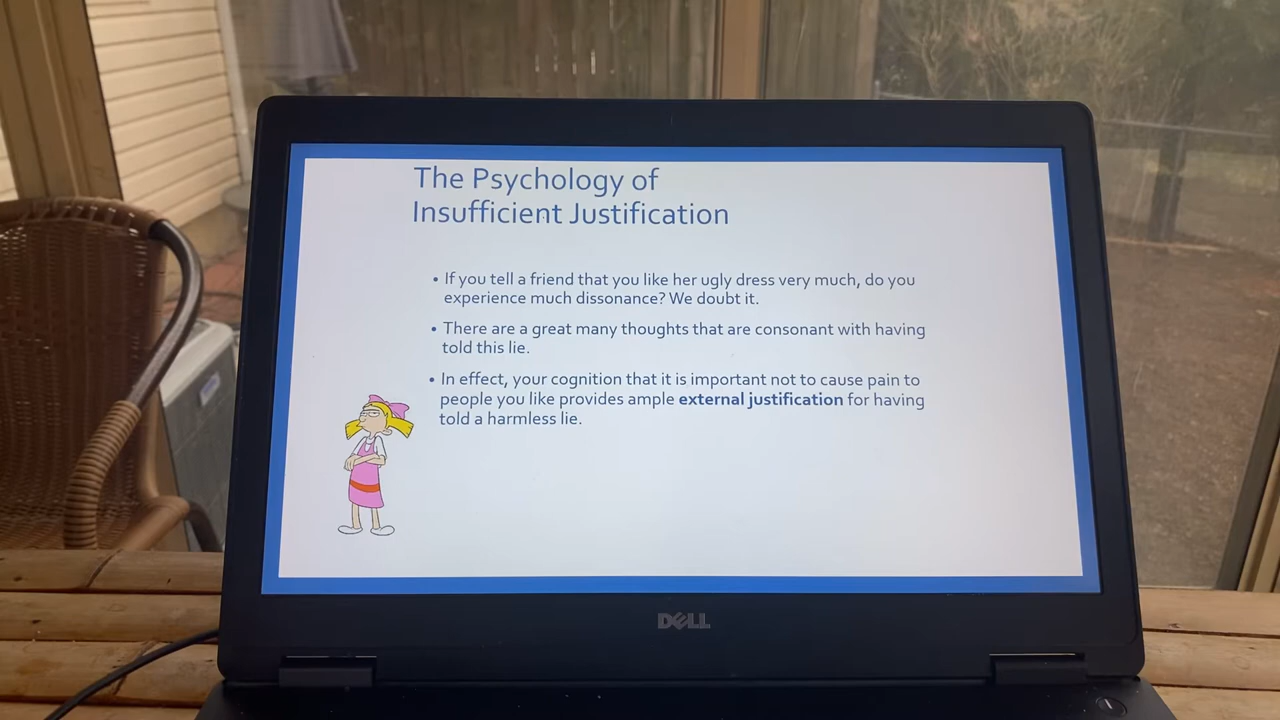 The Psychology of
Insufficient Justification
• If you tell a friend that you like her ugly dress very much, do you
experience much dissonance? We doubt it.
• There are a great many thoughts that are consonant with having
told this lie.
• In effect, your cognition that it is important not to cause pain to
people you like provides ample external justification for having
told a harmless lie.
DELL